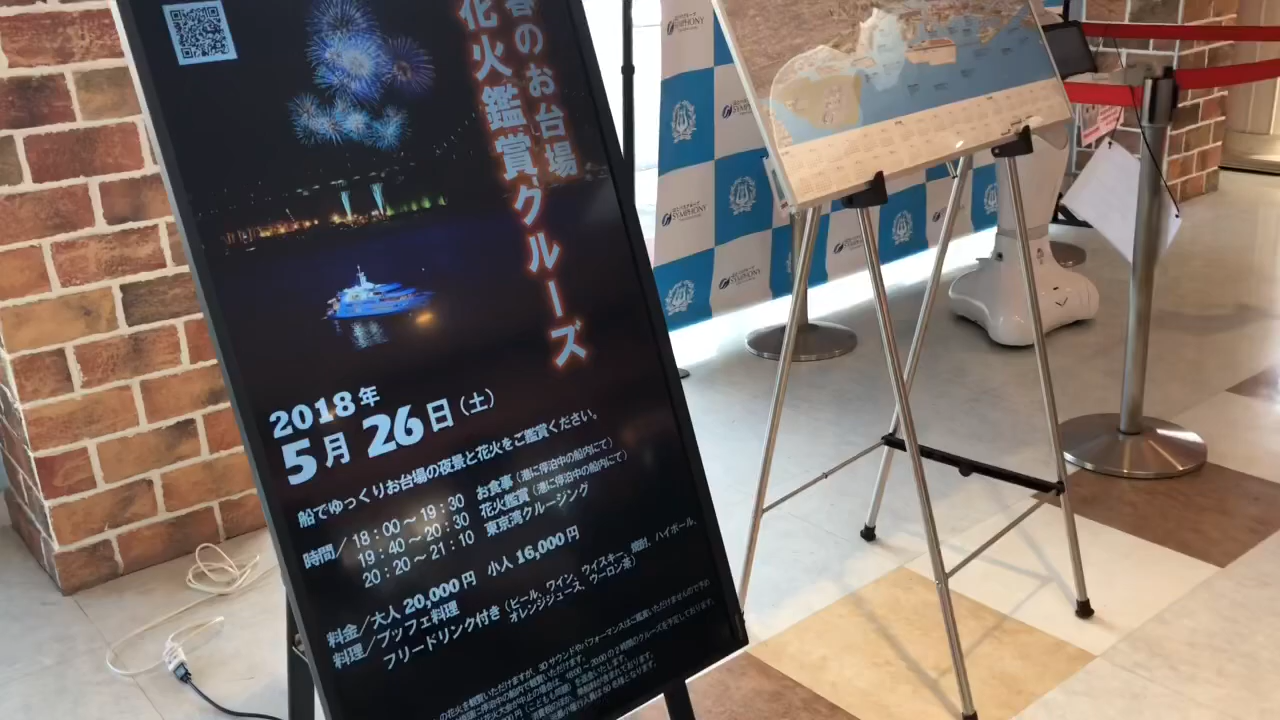 春のお台場
花火鑑賞クルーズ
2018年
5月26日（土）
船でゆっくりお台場の夜景と花火をご鑑賞ください。
時間／18：00～19：30 お食事（港に停泊中の船内にて）
19：40～20：30 花火鑑賞（港に停泊中の船内にて）
20：20～21：10 東京湾クルージング
料金／大人 20,000円 小人 16,000円
料理／ブッフェ料理
フリードリンク付き（ビール、ワイン、ウイスキー、焼酎、ハイボール、
オレンジジュース、ウーロン茶）
SYMPHONY
SYMPHONY
SYMPHONY
SYMPHONY